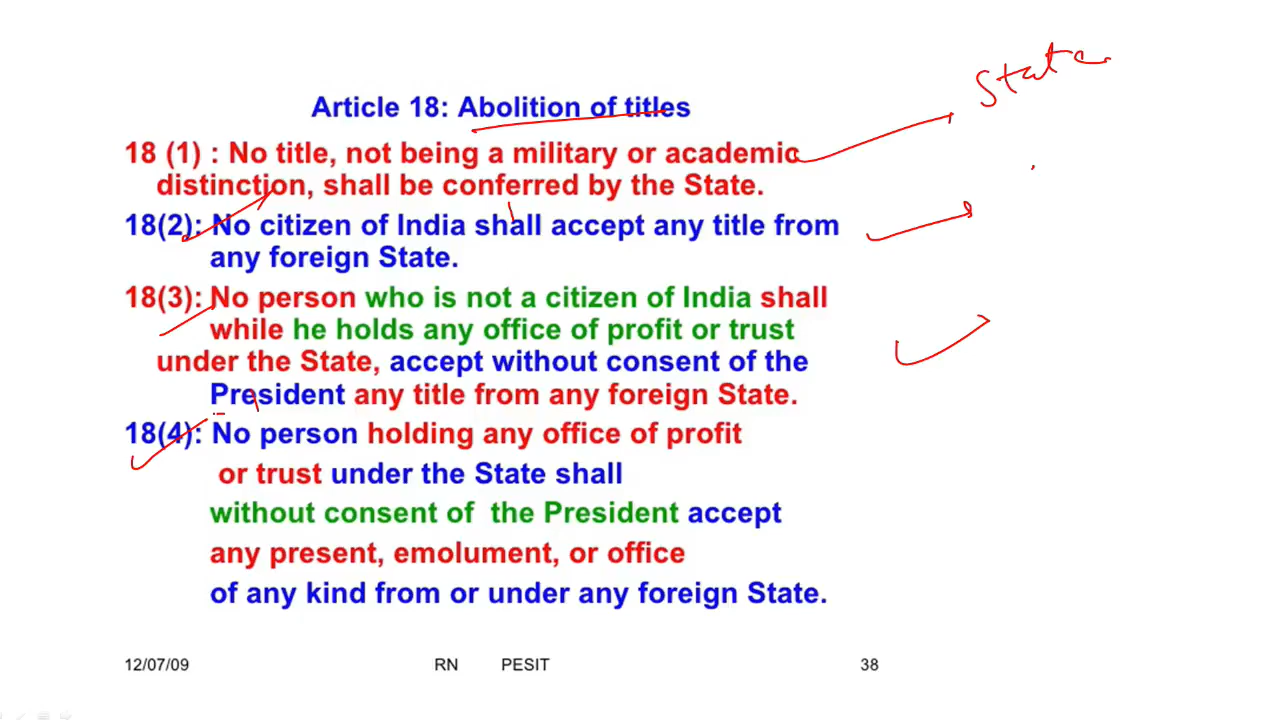 State
Article 18: Abolition of titles
18 (1) : No title, not being a military or academic
distinction, shall be conferred by the State.
18(2): No citizen of India shall accept any title from
any foreign State.
18(3): No person who is not a citizen of India shall
while he holds any office of profit or trust
under the State, accept without consent of the
President any title from any foreign State.
18(4): No person holding any office of profit
or trust under the State shall
without consent of the President accept
any present, emolument, or office
of any kind from or under any foreign State.
12/07/09 RN PESIT 38